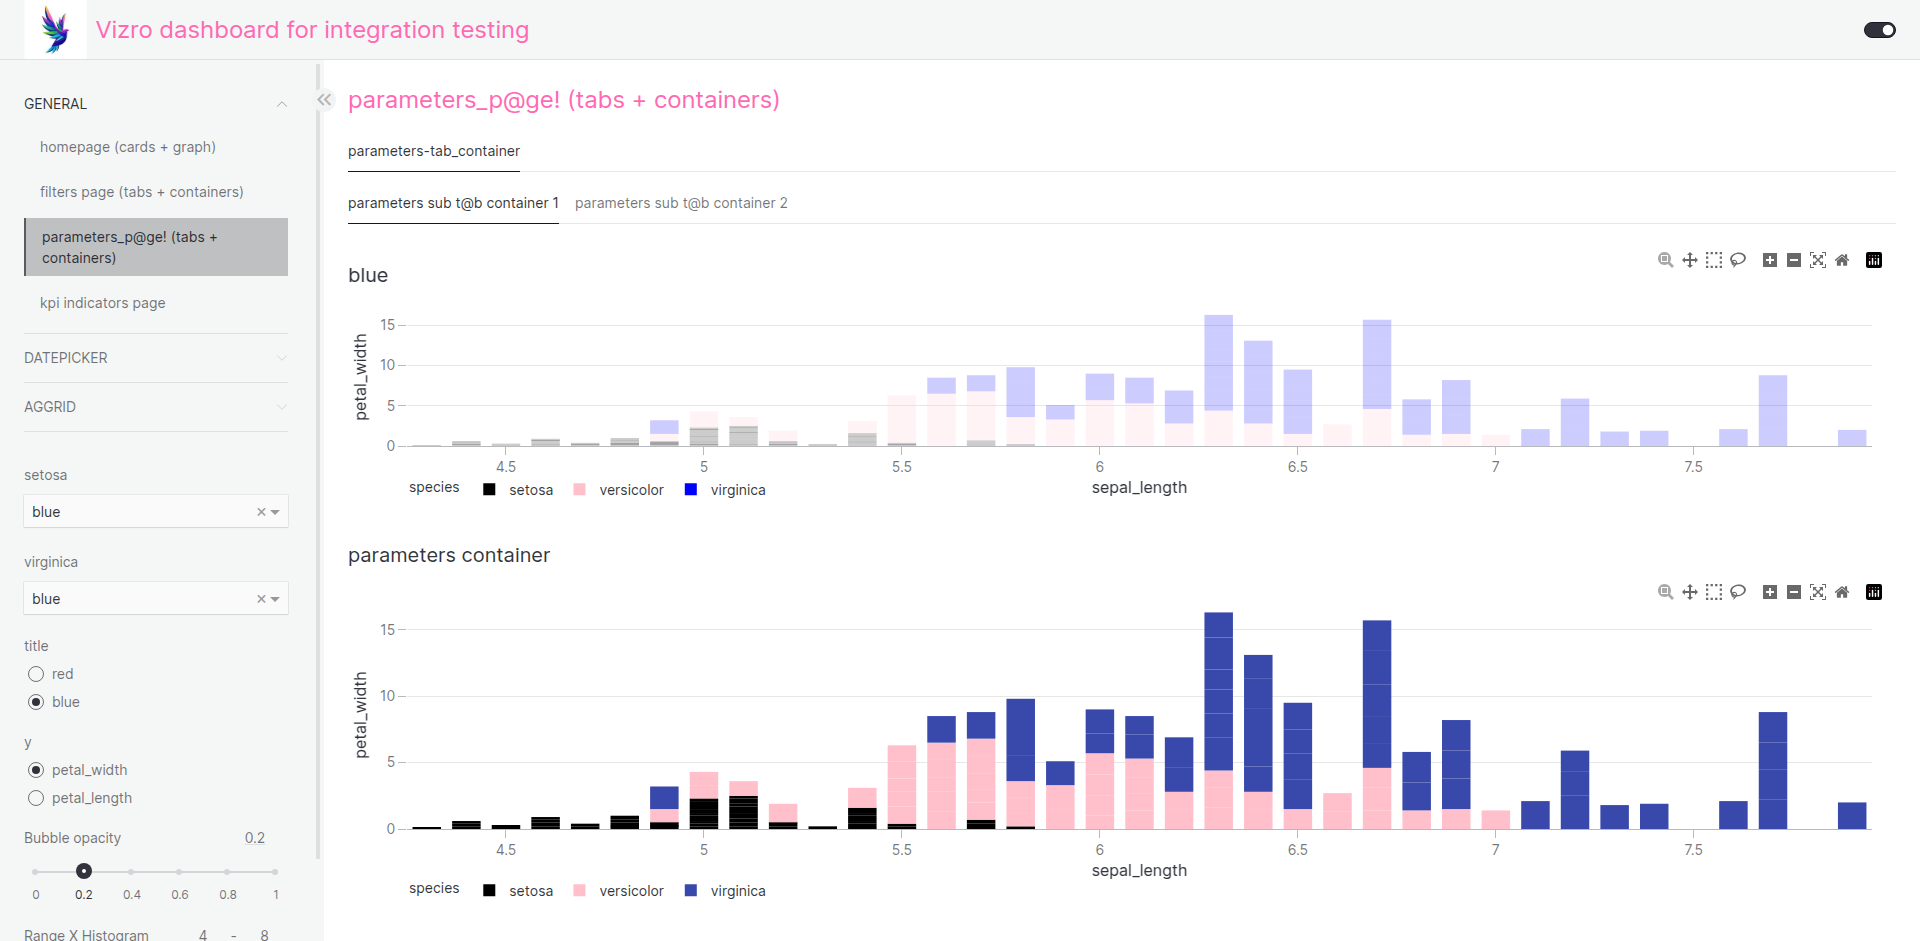 Vizro dashboard for integration testing
GENERAL
homepage (cards + graph)
filters page (tabs + containers)
parameters_p@ge! (tabs +
containers)
kpi indicators page
DATEPICKER
AGGRID
setosa
blue
virginica
blue
title
red
blue
y
petal_width
petal_length
Bubble opacity 0.2
0 0.2 0.4 0.6 0.8 1
Range X Histogram 4 - 8
parameters_p@ge! (tabs + containers)
parameters-tab_container
parameters sub t@b container 1 parameters sub t@b container 2
blue
petal_width
15
10
5
0
4.5 5 5.5 6 6.5 7 7.5
sepal_length
species setosa versicolor virginica
parameters container
petal_width
15
10
5
0
4.5 5 5.5 6 6.5 7 7.5
sepal_length
species setosa versicolor virginica